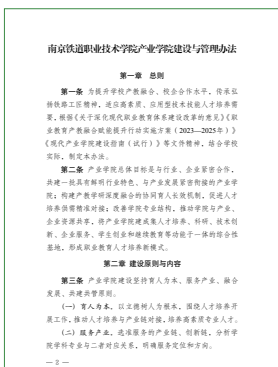 南京铁道职业技术学院产业学院建设与管理办法
第一章 总则
第一条 为提升学校产教融合、校企合作水平，传承弘
扬铁路工匠精神，适应高素质、应用型技术技能人才培养需
要，根据《关于深化现代职业教育体系建设改革的意见》《职
业教育产教融合赋能提升行动实施方案（2023—2025年）》
《现代产业学院建设指南（试行）》等文件精神，结合学校
实际，制定本办法。
第二条 产业学院总体目标是与行业、企业紧密合作，
共建一批具有鲜明行业特色、与产业发展紧密衔接的产业学
院；构建产教学研深度融合的协同育人长效机制，促进人才
培养供需精准对接；改善学院专业结构，推动学院与产业、
企业资源共享，将产业学院建成集人才培养、科研、技术创
新、企业服务、学生创业和继续教育等功能于一体的综合性
基地，形成职业教育人才培养新模式。
第二章 建设原则与内容
第三条 产业学院建设坚持育人为本、服务产业、融合
发展、共建共管原则。
（一）育人为本，以立德树人为根本，围绕人才培养开
展工作，推动人才培养与产业链对接，培养高素质专业人才。
（二）服务产业，选准服务的产业链、创新链，分析学
院学科专业与二者对应关系，明确服务定位和方向。
— 2 —